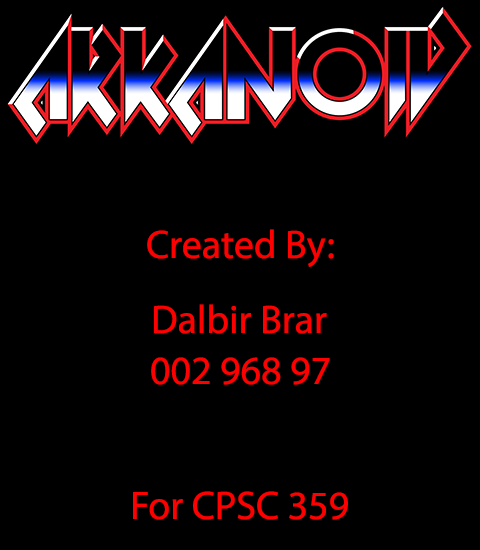 ARKANOID
Created By:
Dalbir Brar
002 968 97
For CPSC 359